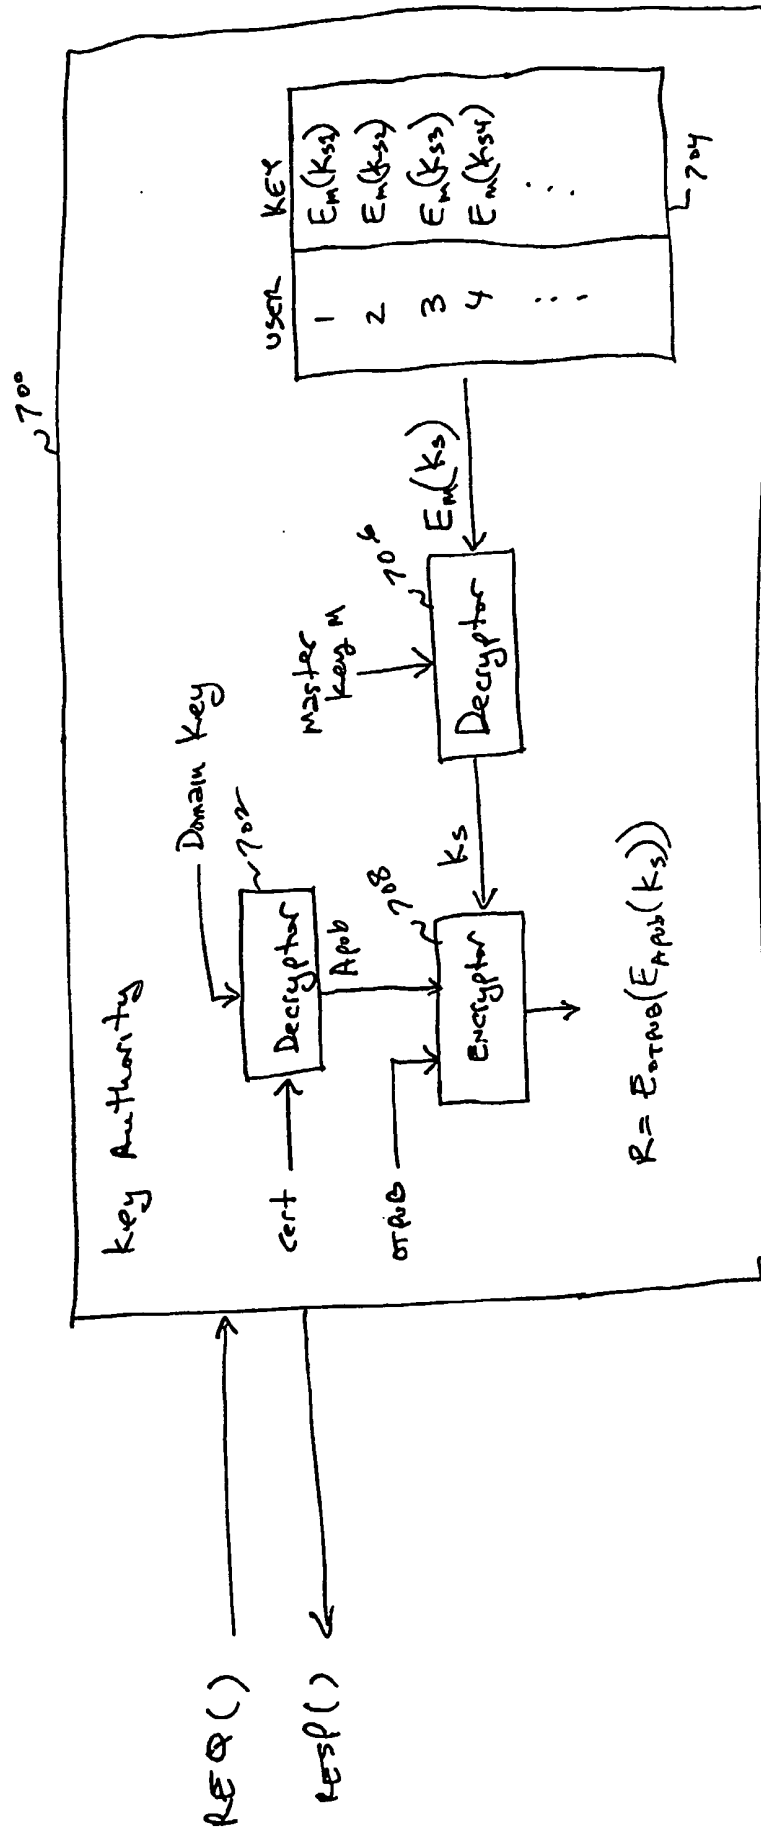 700
Key Authority
Domain Key
702
cert
Decryptor
Apub
OTPUB
Encryptor
708
Master
Key M
706
Decryptor
Ks
Em(Ks)
USER KEY
1 Em(Ks1)
2 Em(Ks2)
3 Em(Ks3)
4 Em(Ks4)
... ...
704
R = EOTPUB(EApub(Ks))
REQ()
RESP()